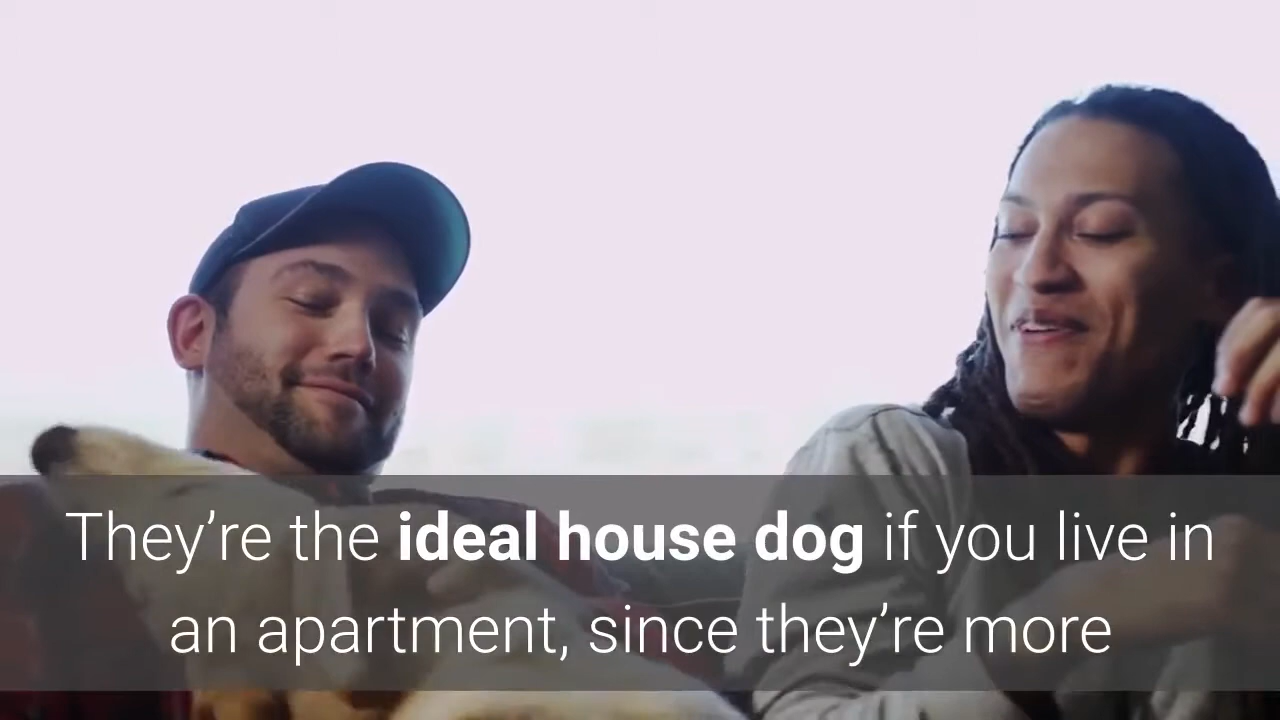 They’re the ideal house dog if you live in
an apartment, since they’re more